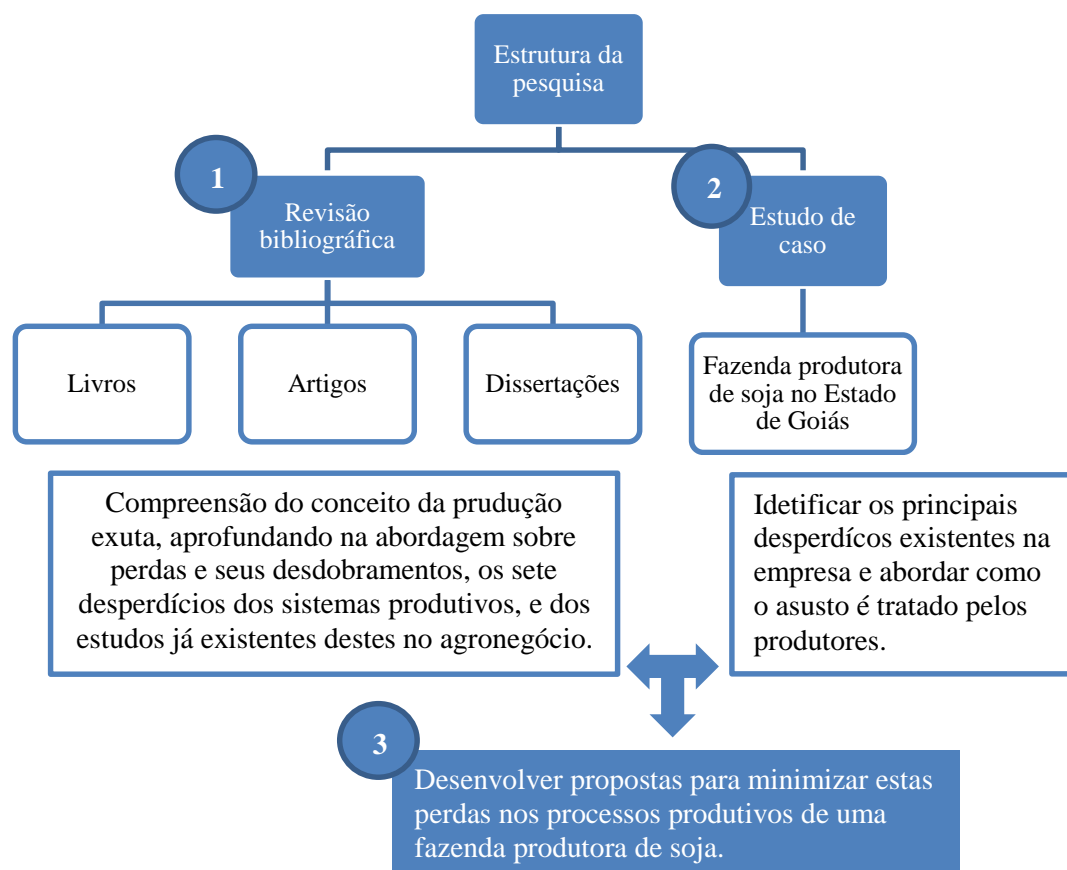 Estrutura da
pesquisa
1
Revisão
bibliográfica
2
Estudo de
caso
Livros
Artigos
Dissertações
Fazenda produtora
de soja no Estado
de Goiás
Compreensão do conceito da prudução
exuta, aprofundando na abordagem sobre
perdas e seus desdobramentos, os sete
desperdícios dos sistemas produtivos, e dos
estudos já existentes destes no agronegócio.
Idetificar os principais
desperdícos existentes na
empresa e abordar como
o asusto é tratado pelos
produtores.
3
Desenvolver propostas para minimizar estas
perdas nos processos produtivos de uma
fazenda produtora de soja.